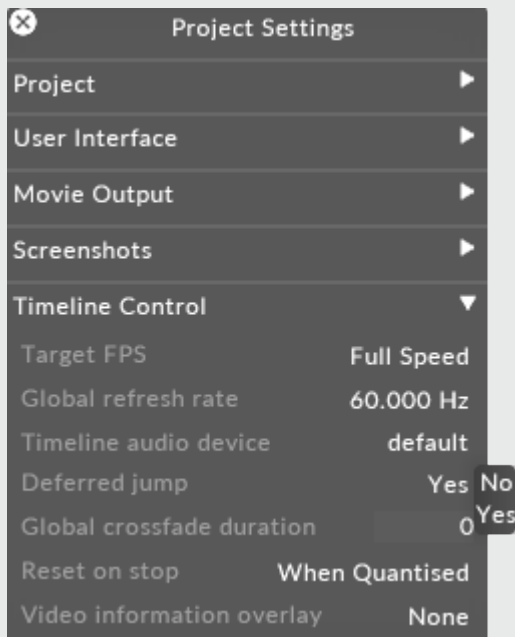 Project Settings
Project
User Interface
Movie Output
Screenshots
Timeline Control
Target FPS Full Speed
Global refresh rate 60.000 Hz
Timeline audio device default
Deferred jump Yes No
Global crossfade duration 0 Yes
Reset on stop When Quantised
Video information overlay None